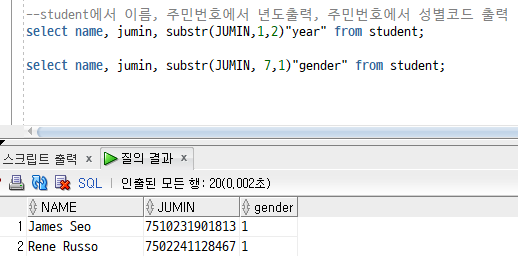 --student에서 이름, 주민번호에서 년도출력, 주민번호에서 성별코드 출력
select name, jumin, substr(JUMIN,1,2)"year" from student;
select name, jumin, substr(JUMIN, 7,1)"gender" from student;
스크립트 출력 x 질의 결과 x
SQL | 인출된 모든 행: 20(0,002초)
NAME JUMIN gender
1 James Seo 7510231901813 1
2 Rene Russo 7502241128467 1